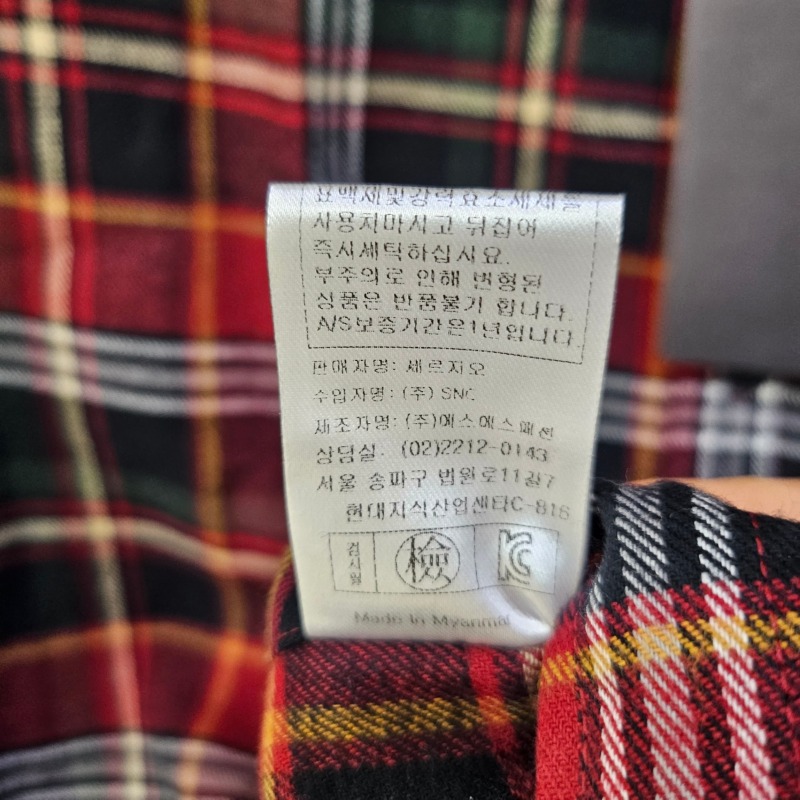 표백제및강력효소세제를
사용치마시고 뒤집어
즉시세탁하십시요.
부주의로 인해 변형된
상품은 반품불가 합니다.
A/S보증기간은1년입니다.
판매자명: 세르지오
수입자명: (주) SNC
제조자명: (주)에스에스패션
상담실. (02)2212-0143
서울 송파구 법원로11길7
현대지식산업센타C-816
검사필 檢 KC
Made in Myanmar